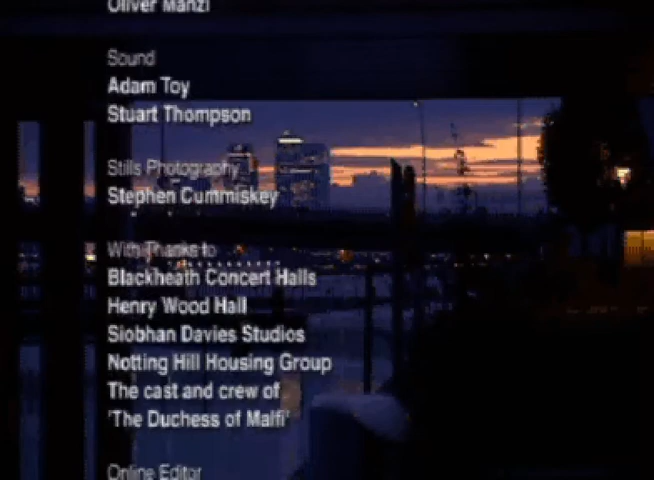 Oliver Manzi
Sound
Adam Toy
Stuart Thompson
Stills Photography
Stephen Cummiskey
With Thanks to
Blackheath Concert Halls
Henry Wood Hall
Siobhan Davies Studios
Notting Hill Housing Group
The cast and crew of
'The Duchess of Malfi'
Online Editor